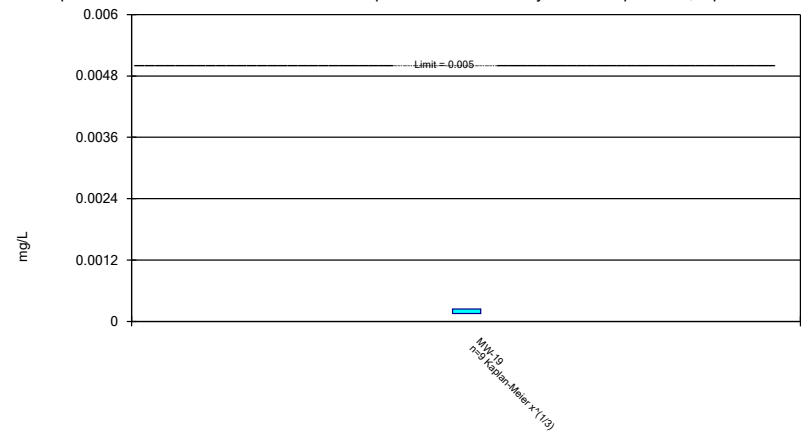 0.006
Limit = 0.005
0.0048
0.0036
0.0024
mg/L
0.0012
0
MW-19
n=9 Kaplan-Meier x^(1/3)